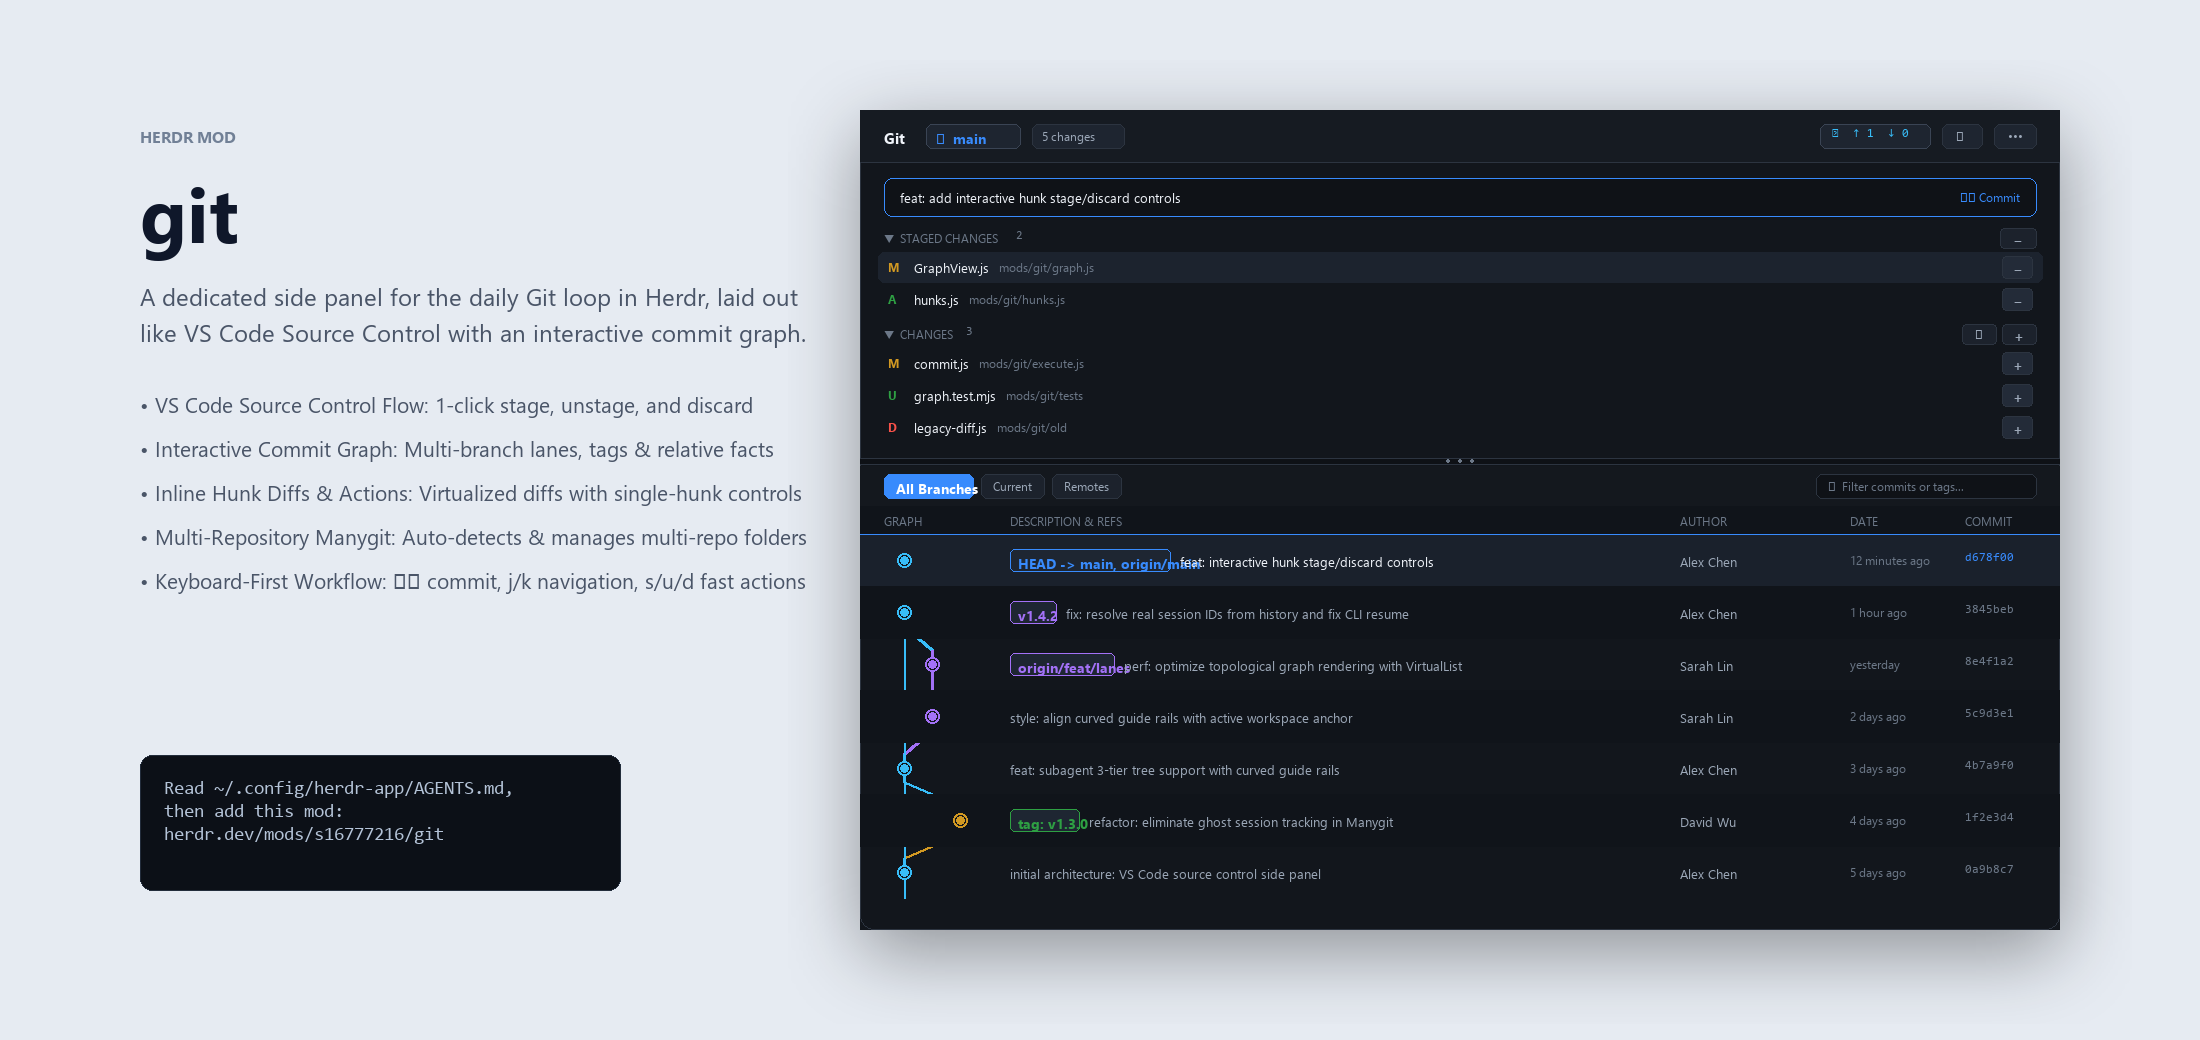 HERDR MOD
git
A dedicated side panel for the daily Git loop in Herdr, laid out
like VS Code Source Control with an interactive commit graph.
• VS Code Source Control Flow: 1-click stage, unstage, and discard
• Interactive Commit Graph: Multi-branch lanes, tags & relative facts
• Inline Hunk Diffs & Actions: Virtualized diffs with single-hunk controls
• Multi-Repository Manygit: Auto-detects & manages multi-repo folders
• Keyboard-First Workflow: commit, j/k navigation, s/u/d fast actions
Read ~/.config/herdr-app/AGENTS.md,
then add this mod:
herdr.dev/mods/s16777216/git
Git main 5 changes ↑ 1 ↓ 0 •••
feat: add interactive hunk stage/discard controls Commit
▼ STAGED CHANGES 2 −
M GraphView.js mods/git/graph.js −
A hunks.js mods/git/hunks.js −
▼ CHANGES 3 +
M commit.js mods/git/execute.js +
U graph.test.mjs mods/git/tests +
D legacy-diff.js mods/git/old +
All Branches Current Remotes Filter commits or tags...
GRAPH DESCRIPTION & REFS AUTHOR DATE COMMIT
HEAD -> main, origin/main feat: interactive hunk stage/discard controls Alex Chen 12 minutes ago d678f00
v1.4.2 fix: resolve real session IDs from history and fix CLI resume Alex Chen 1 hour ago 3845beb
origin/feat/lanes perf: optimize topological graph rendering with VirtualList Sarah Lin yesterday 8e4f1a2
style: align curved guide rails with active workspace anchor Sarah Lin 2 days ago 5c9d3e1
feat: subagent 3-tier tree support with curved guide rails Alex Chen 3 days ago 4b7a9f0
tag: v1.3.0 refactor: eliminate ghost session tracking in Manygit David Wu 4 days ago 1f2e3d4
initial architecture: VS Code source control side panel Alex Chen 5 days ago 0a9b8c7